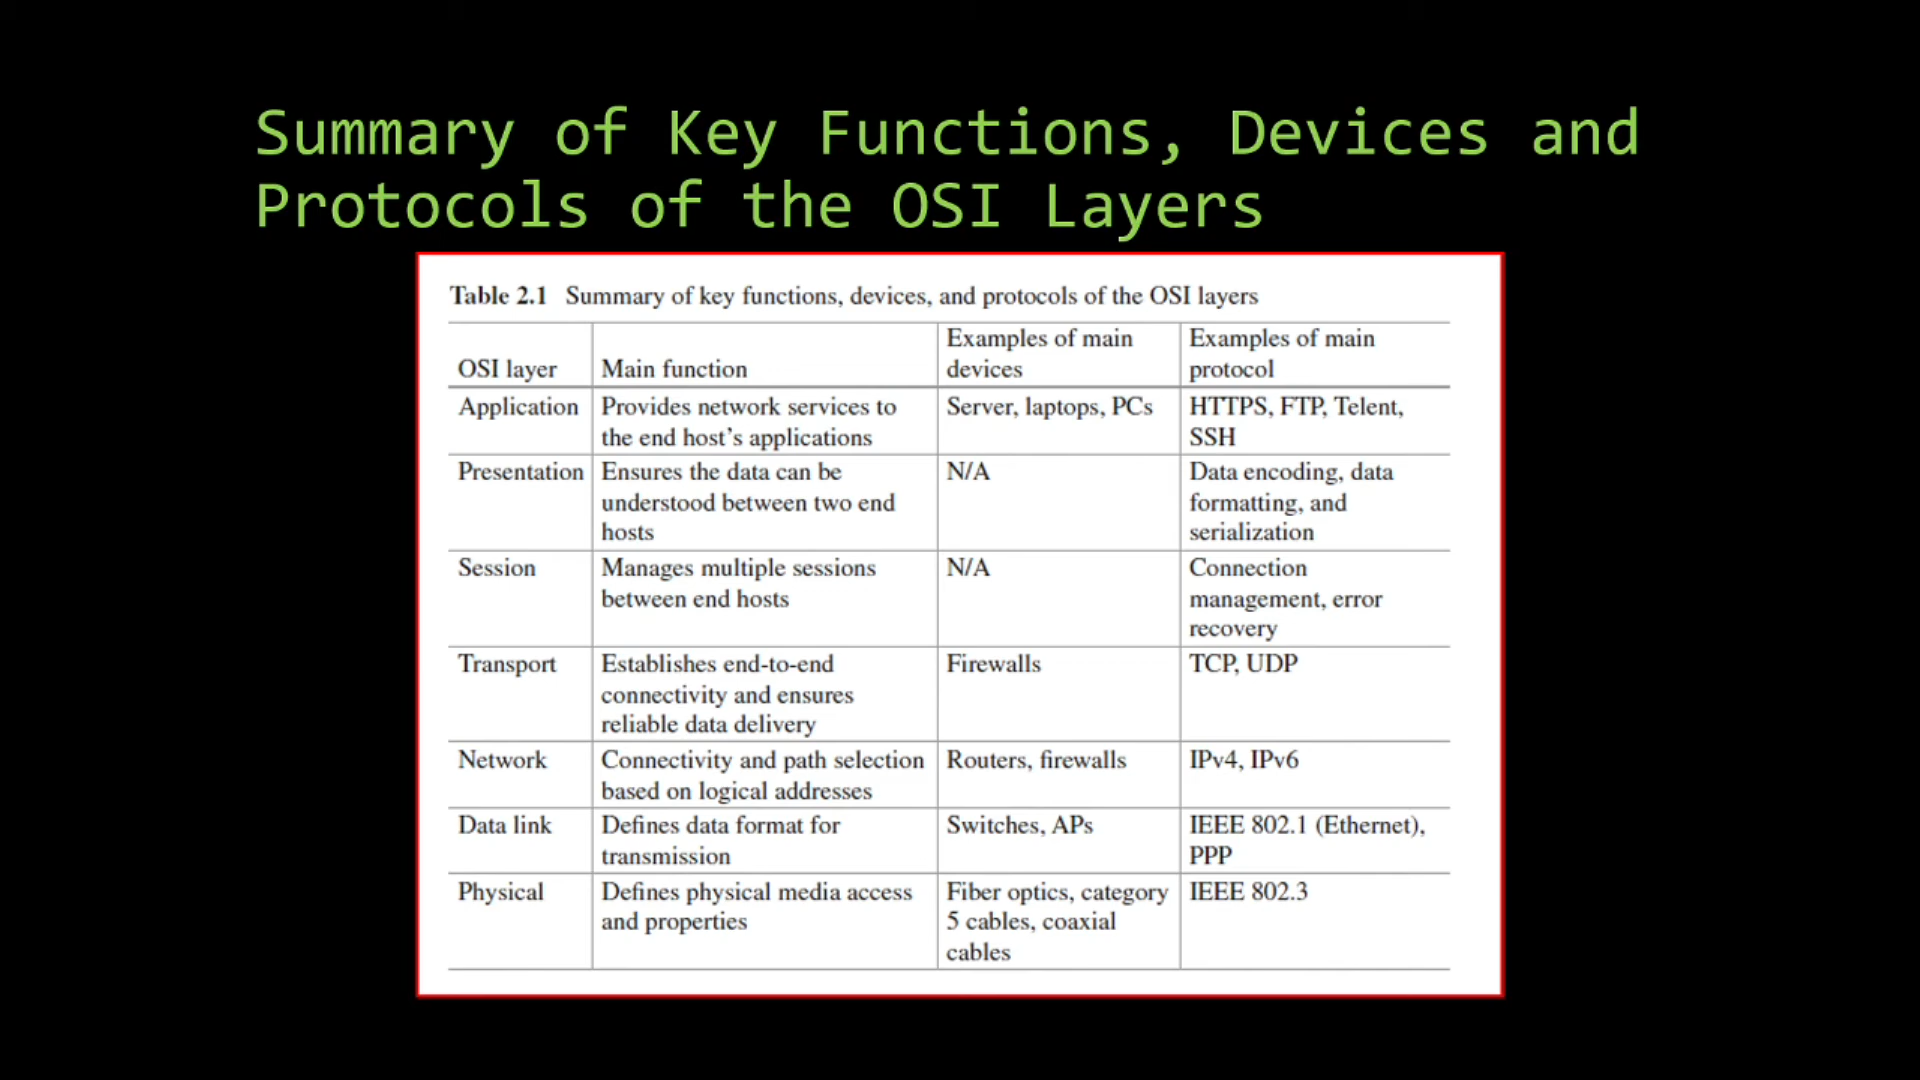 Summary of Key Functions, Devices and
Protocols of the OSI Layers
Table 2.1 Summary of key functions, devices, and protocols of the OSI layers
OSI layer
Main function
Examples of main
devices
Examples of main
protocol
Application
Provides network services to
the end host's applications
Server, laptops, PCs
HTTPS, FTP, Telent,
SSH
Presentation
Ensures the data can be
understood between two end
hosts
N/A
Data encoding, data
formatting, and
serialization
Session
Manages multiple sessions
between end hosts
N/A
Connection
management, error
recovery
Transport
Establishes end-to-end
connectivity and ensures
reliable data delivery
Firewalls
TCP, UDP
Network
Connectivity and path selection
based on logical addresses
Routers, firewalls
IPv4, IPv6
Data link
Defines data format for
transmission
Switches, APs
IEEE 802.1 (Ethernet),
PPP
Physical
Defines physical media access
and properties
Fiber optics, category
5 cables, coaxial
cables
IEEE 802.3